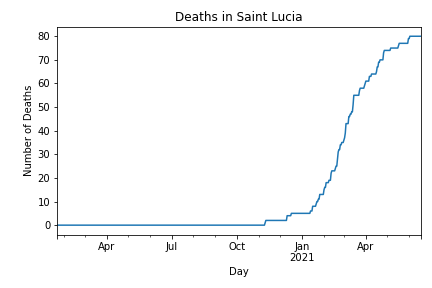 Deaths in Saint Lucia
80
70
60
50
40
30
20
10
0
Number of Deaths
Apr
Jul
Oct
Jan
2021
Apr
Day